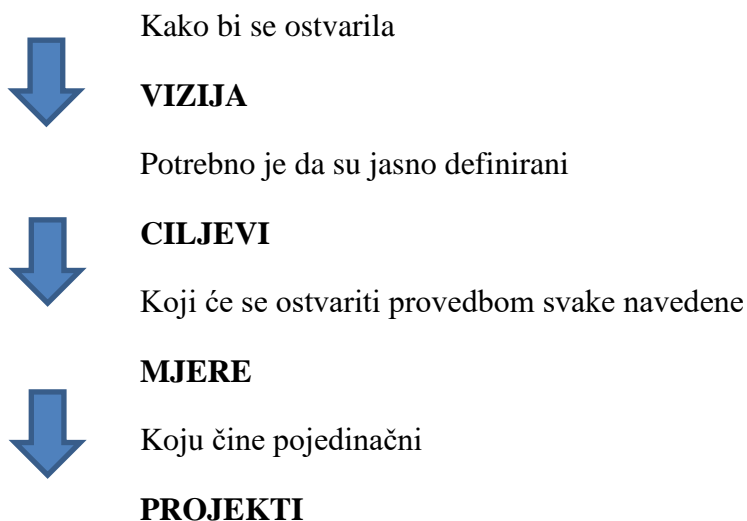 Kako bi se ostvarila
VIZIJA
Potrebno je da su jasno definirani
CILJEVI
Koji će se ostvariti provedbom svake navedene
MJERE
Koju čine pojedinačni
PROJEKTI